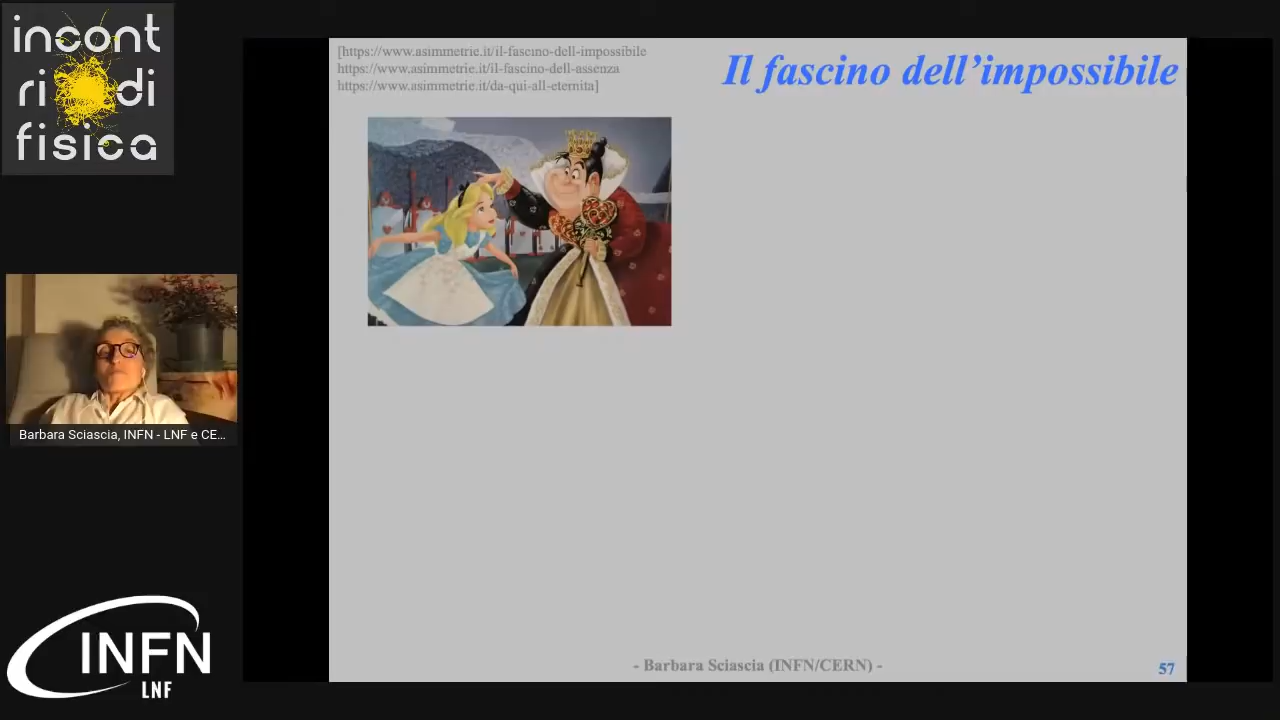 incont
ri di
fisica
[https://www.asimmetrie.it/il-fascino-dell-impossibile
https://www.asimmetrie.it/il-fascino-dell-assenza
https://www.asimmetrie.it/da-qui-all-eternita]
Il fascino dell'impossibile
Barbara Sciascia, INFN - LNF e CE...
INFN
LNF
- Barbara Sciascia (INFN/CERN) -
57